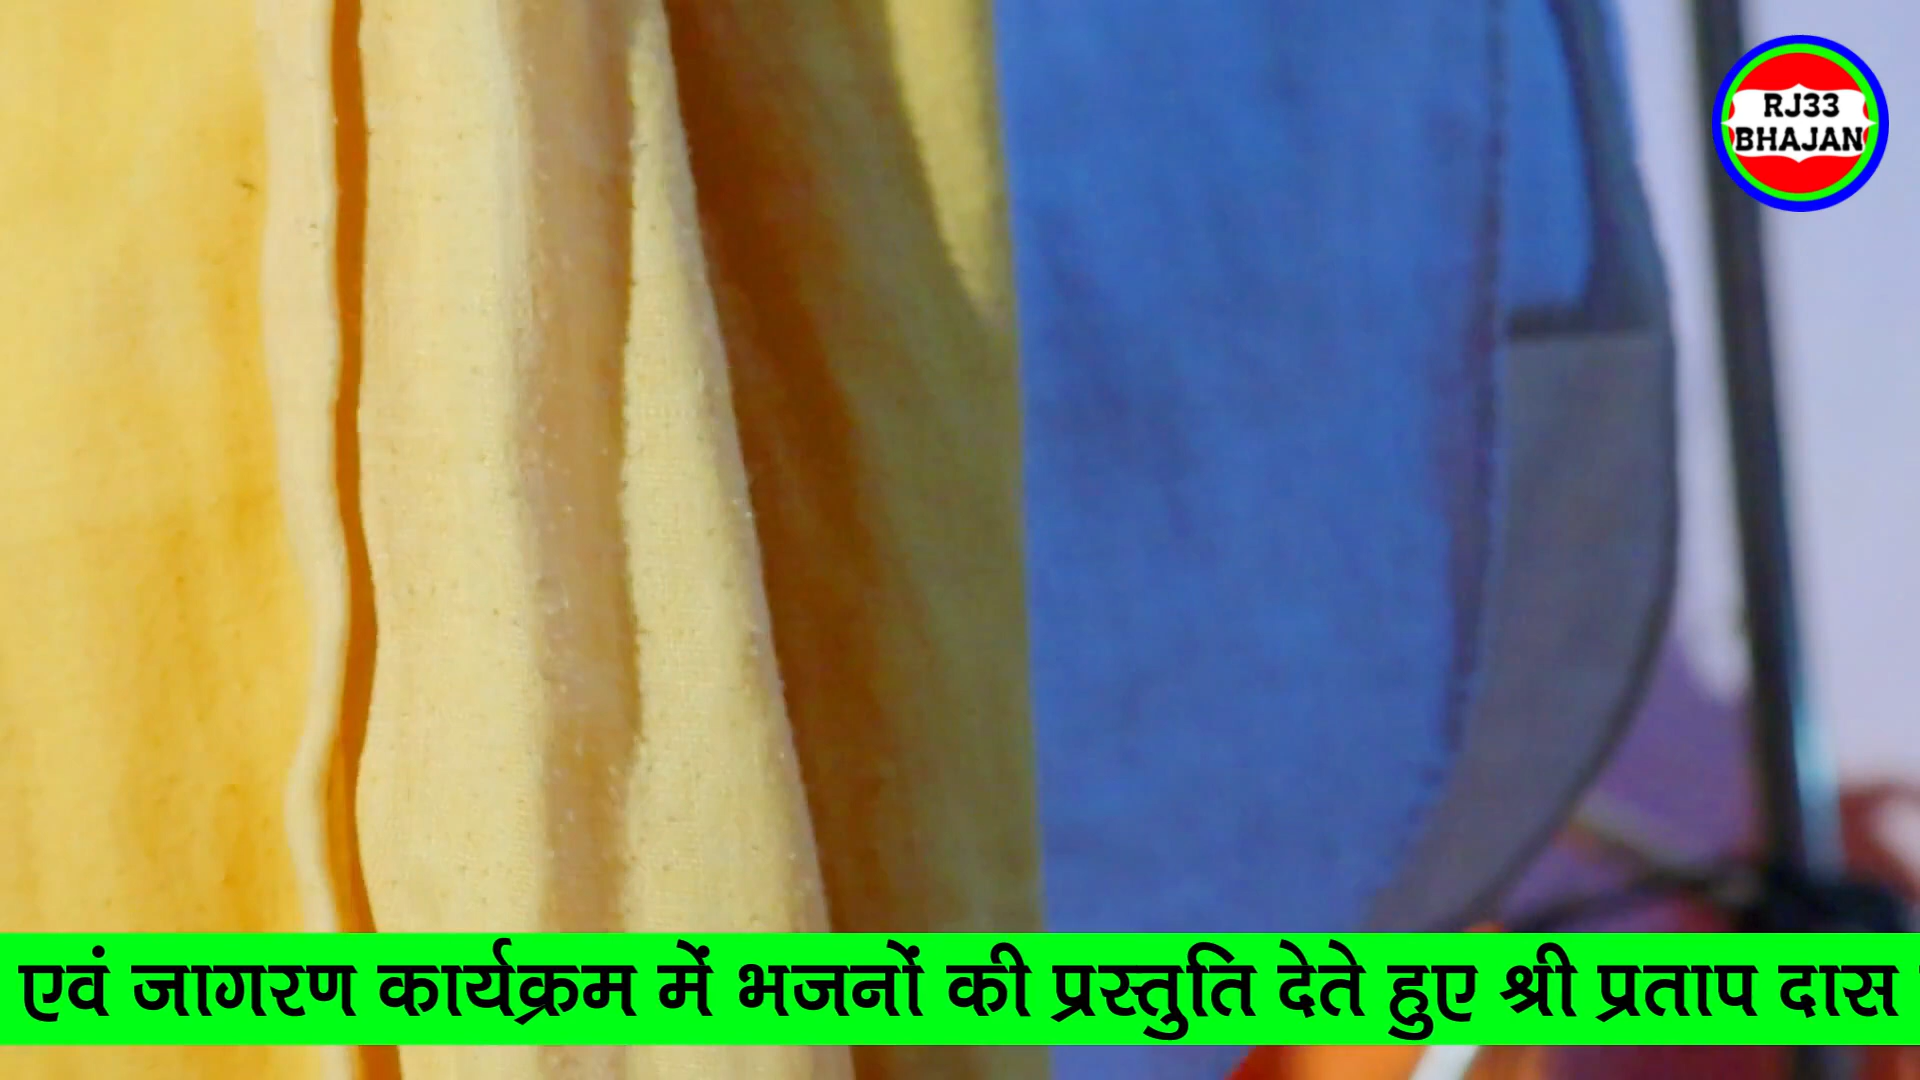 RJ33
BHAJAN
एवं जागरण कार्यक्रम में भजनों की प्रस्तुति देते हुए श्री प्रताप दास